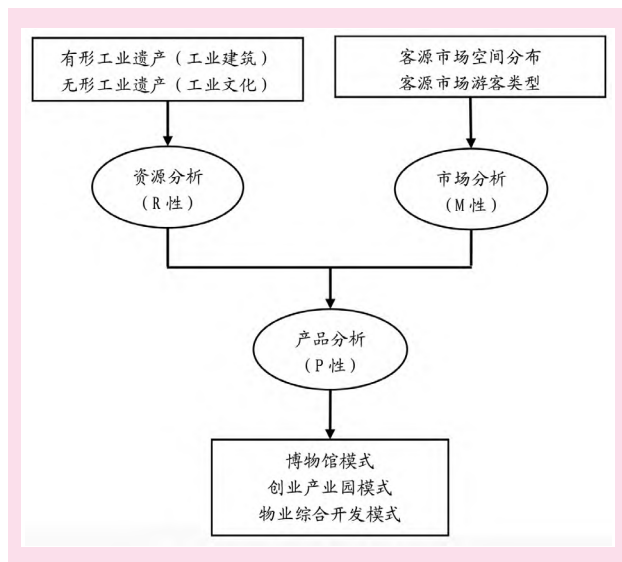 有形工业遗产（工业建筑）
无形工业遗产（工业文化）
客源市场空间分布
客源市场游客类型
资源分析
（R 性）
市场分析
（M 性）
产品分析
（P 性）
博物馆模式
创业产业园模式
物业综合开发模式